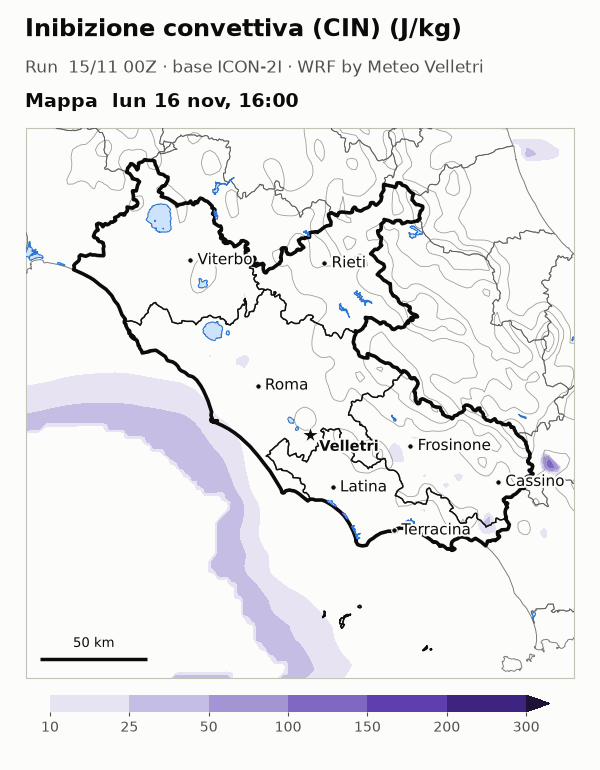 Inibizione convettiva (CIN) (J/kg)
Run 15/11 00Z · base ICON-2I · WRF by Meteo Velletri
Mappa lun 16 nov, 16:00
Viterbo
Rieti
Roma
Velletri
Frosinone
Latina
Cassino
Terracina
50 km
10 25 50 100 150 200 300